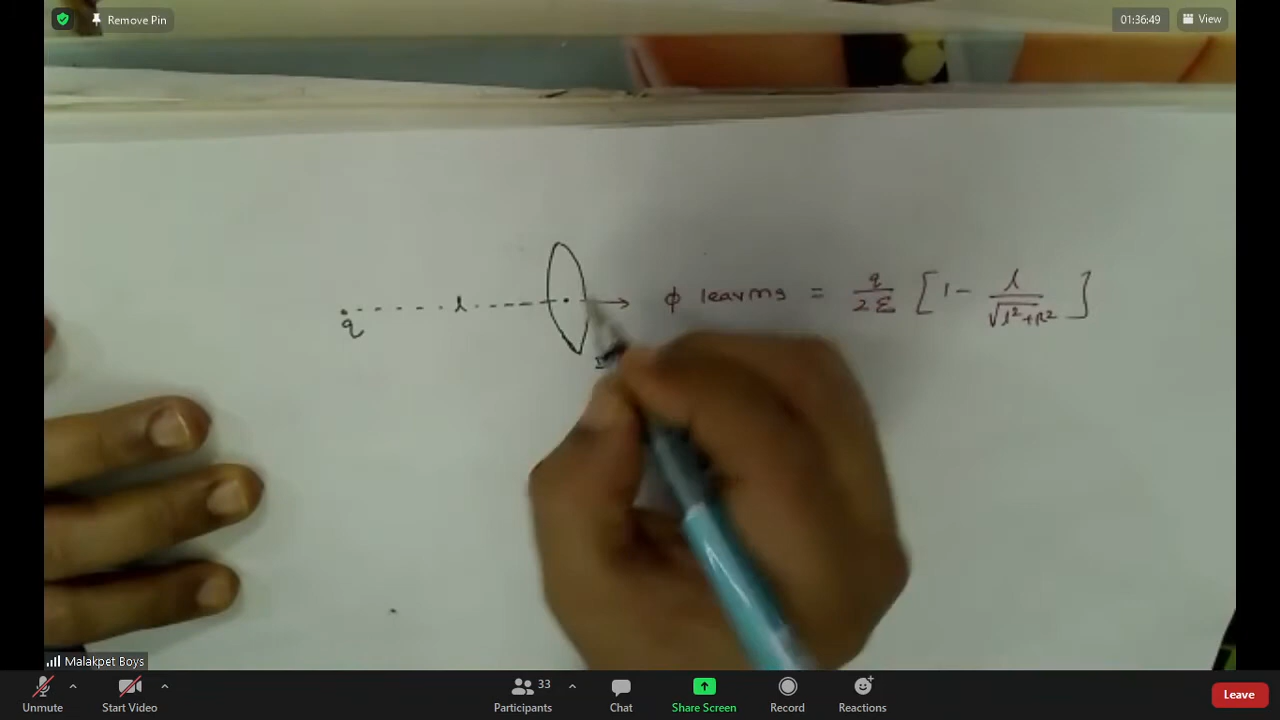 Remove Pin
01:36:49
View
l
q
ϕ leaving = q/2ε [1 - l/√l²+R²]
Malakpet Boys
Unmute
Start Video
33
Participants
Chat
Share Screen
Record
Reactions
Leave